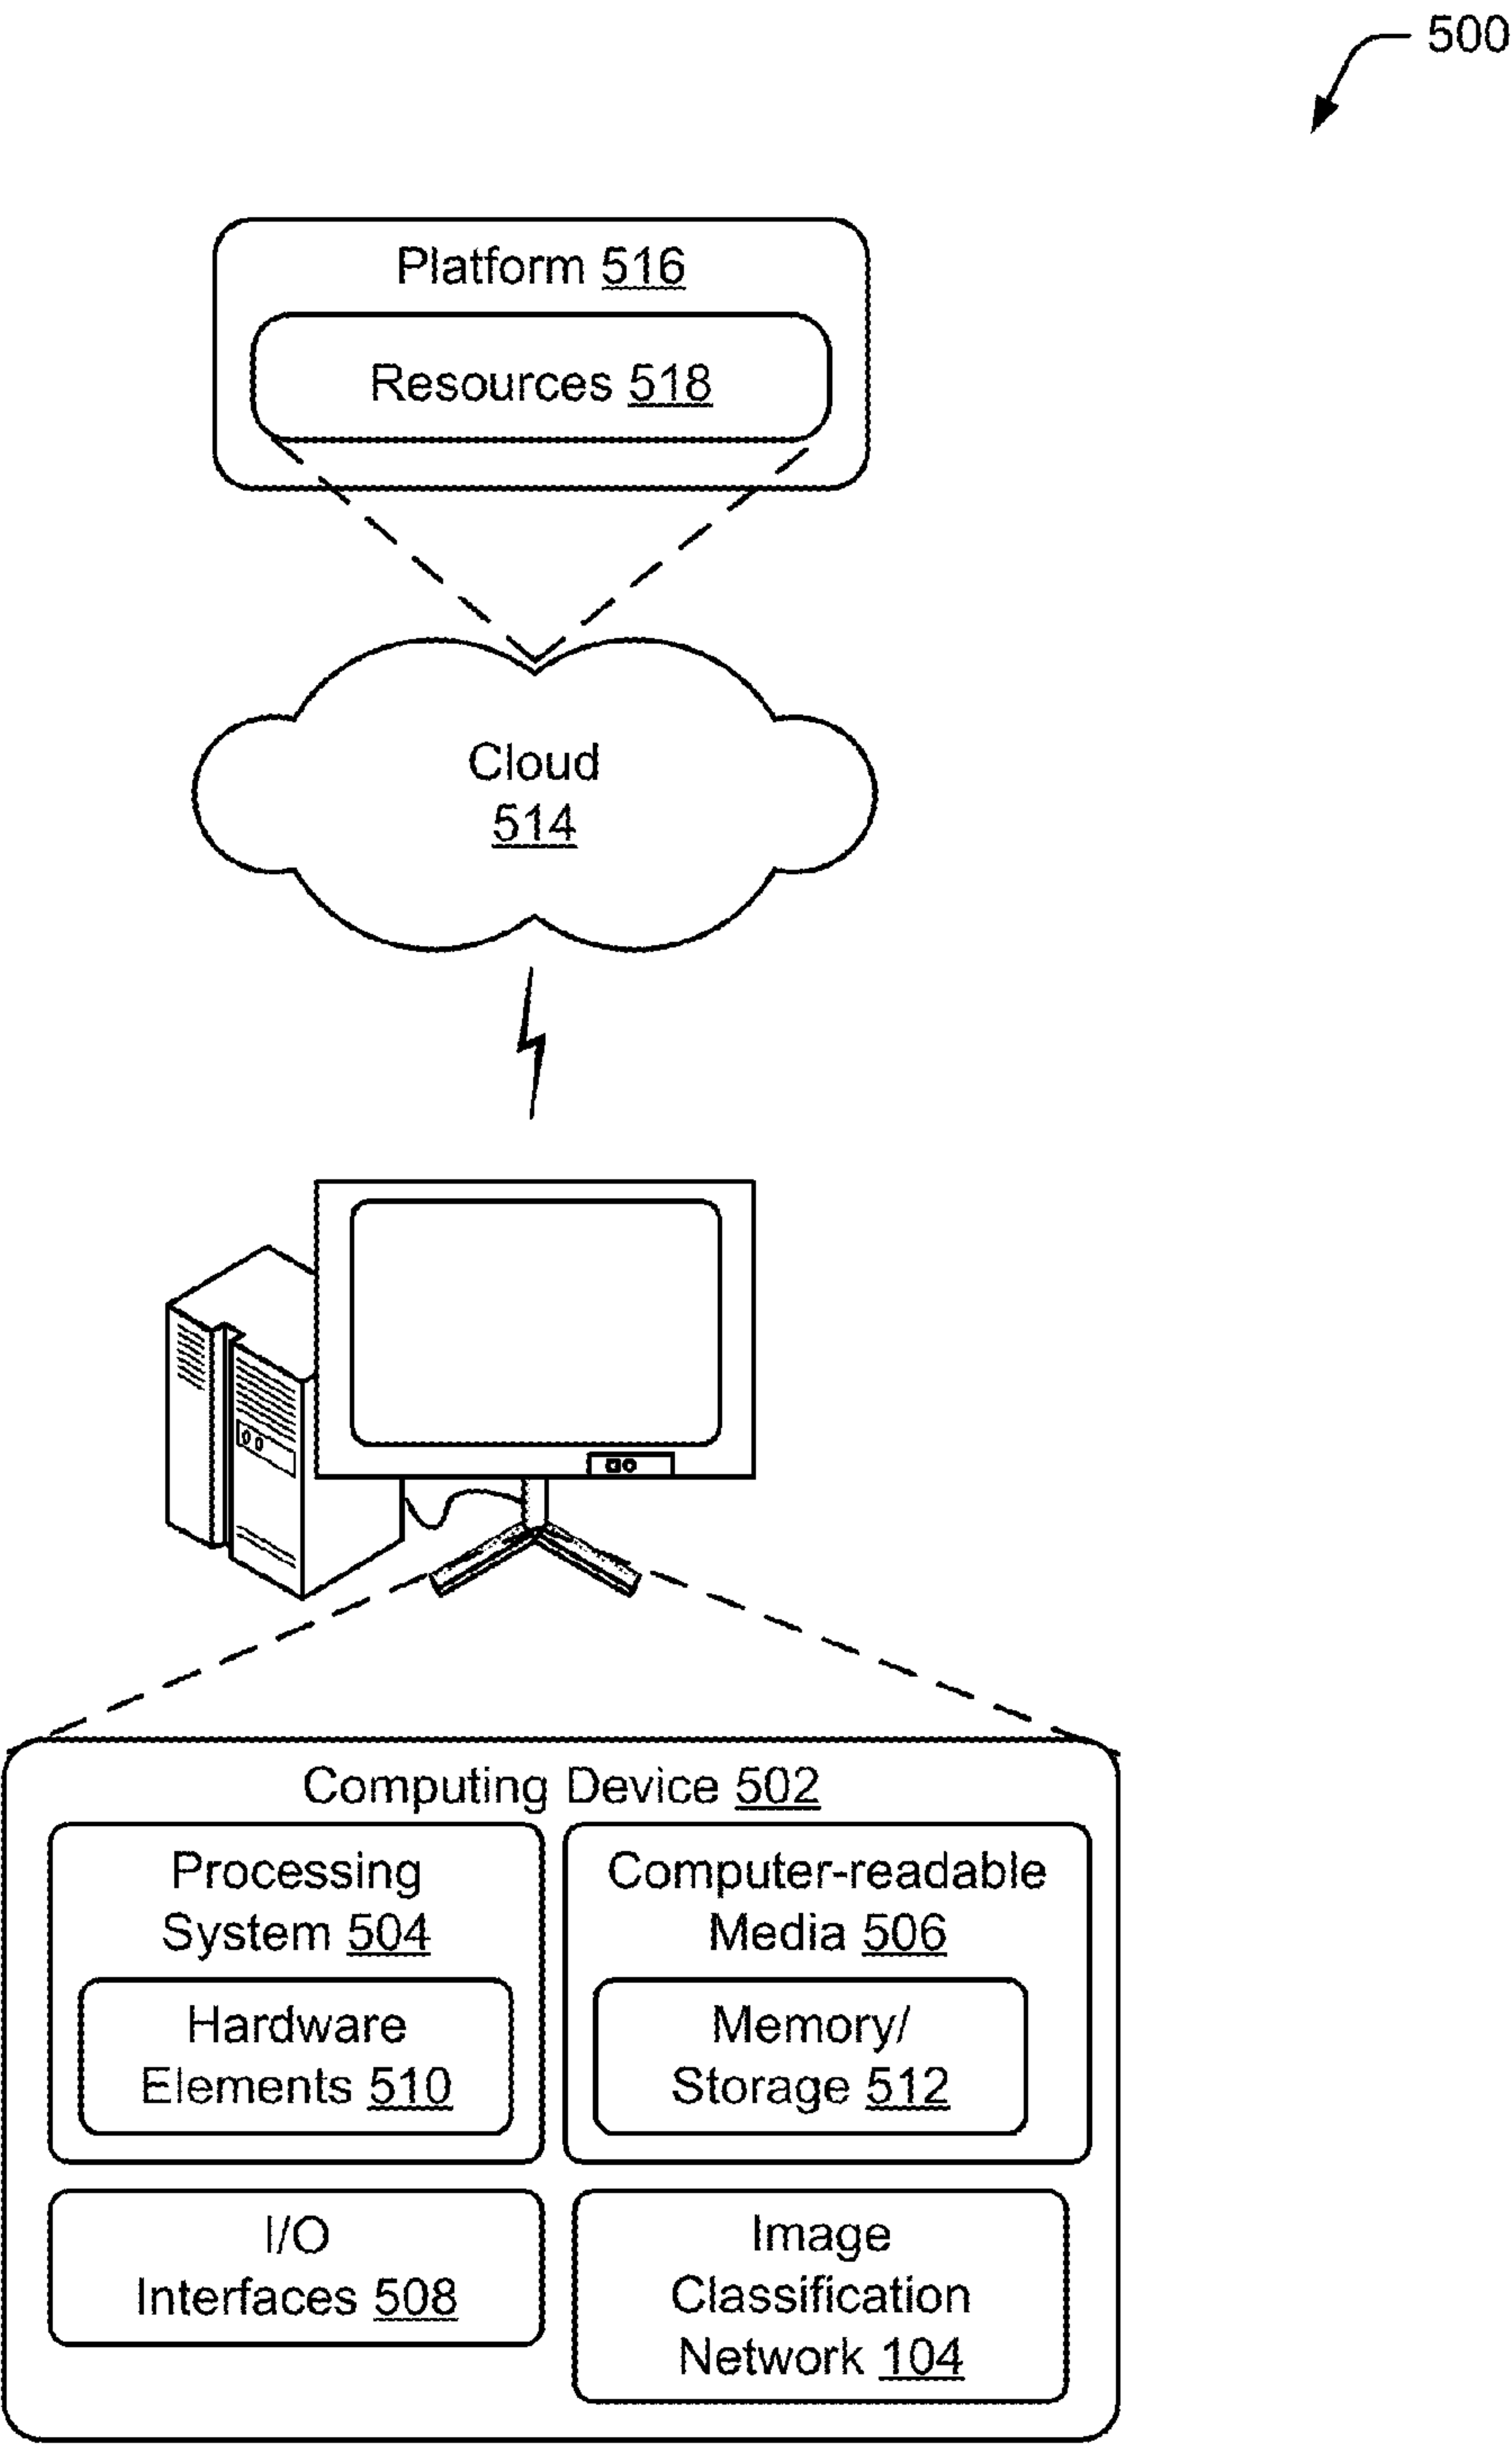 500
Platform 516
Resources 518
Cloud
514
Computing Device 502
Processing
System 504
Hardware
Elements 510
Computer-readable
Media 506
Memory/
Storage 512
I/O
Interfaces 508
Image
Classification
Network 104